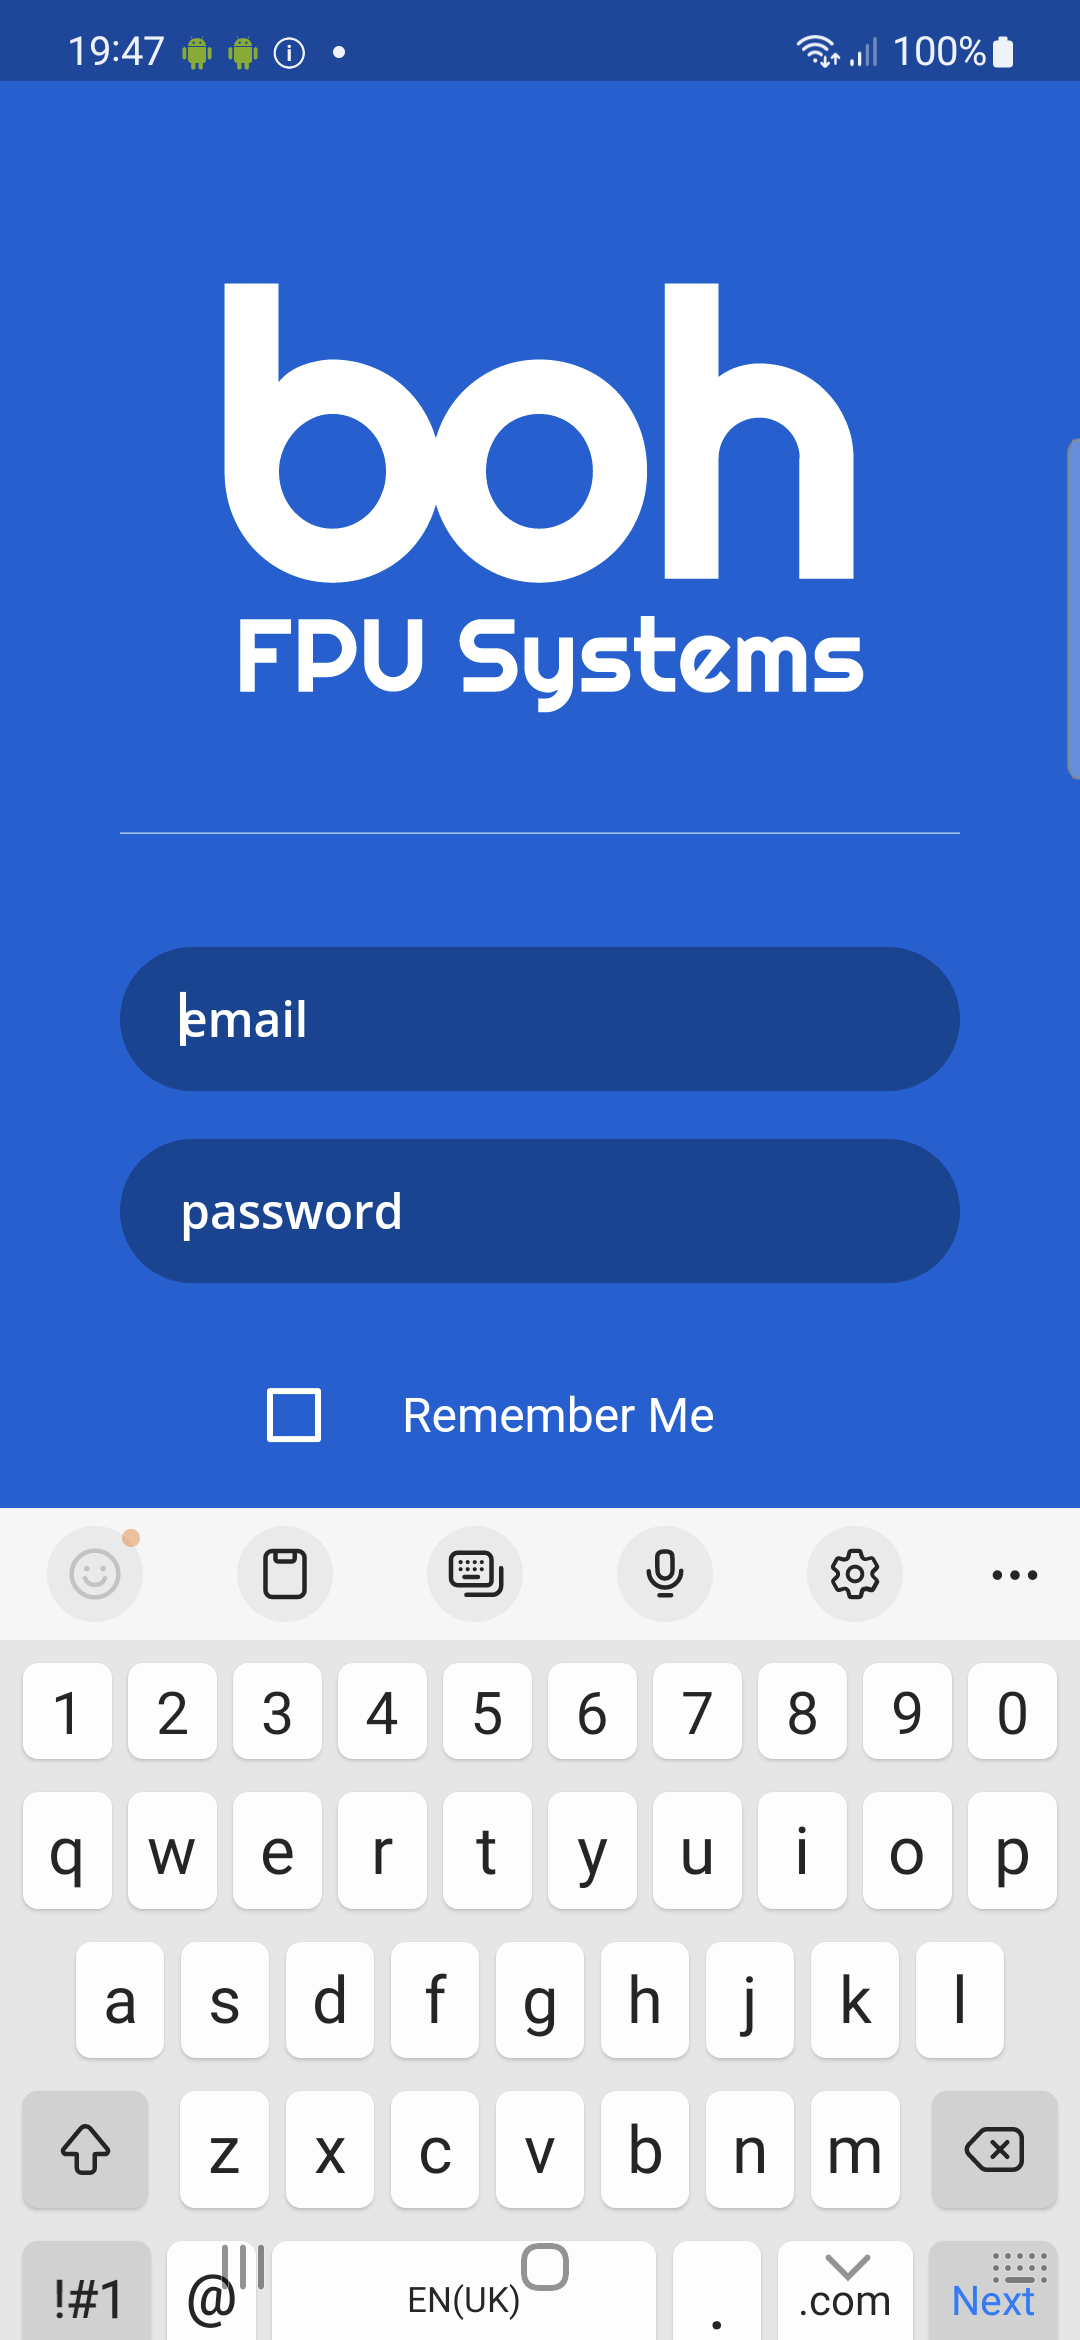 19:47 100%
boh
FPU Systems
email
password
Remember Me
1 2 3 4 5 6 7 8 9 0
q w e r t y u i o p
a s d f g h j k l
z x c v b n m
!#1 @ EN(UK) . .com Next